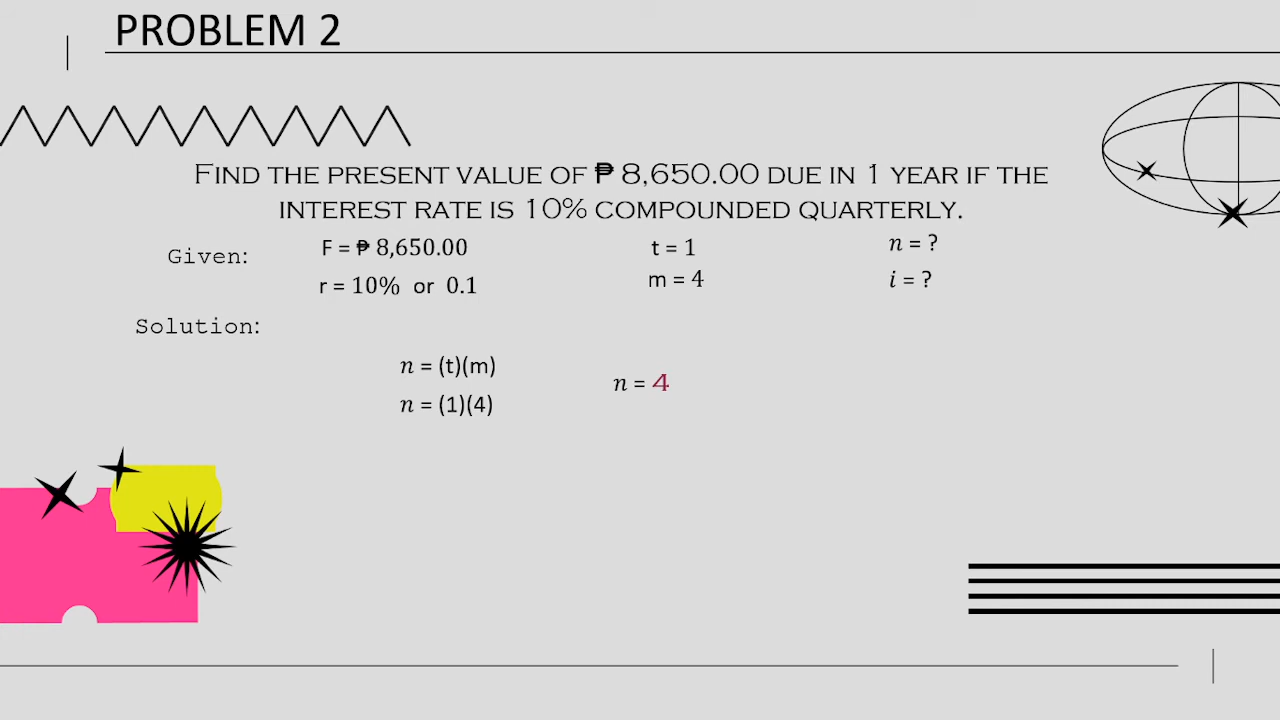 PROBLEM 2
FIND THE PRESENT VALUE OF ₱ 8,650.00 DUE IN 1 YEAR IF THE
INTEREST RATE IS 10% COMPOUNDED QUARTERLY.
Given:
F = ₱ 8,650.00
t = 1
n = ?
r = 10% or 0.1
m = 4
i = ?
Solution:
n = (t)(m)
n = 4
n = (1)(4)